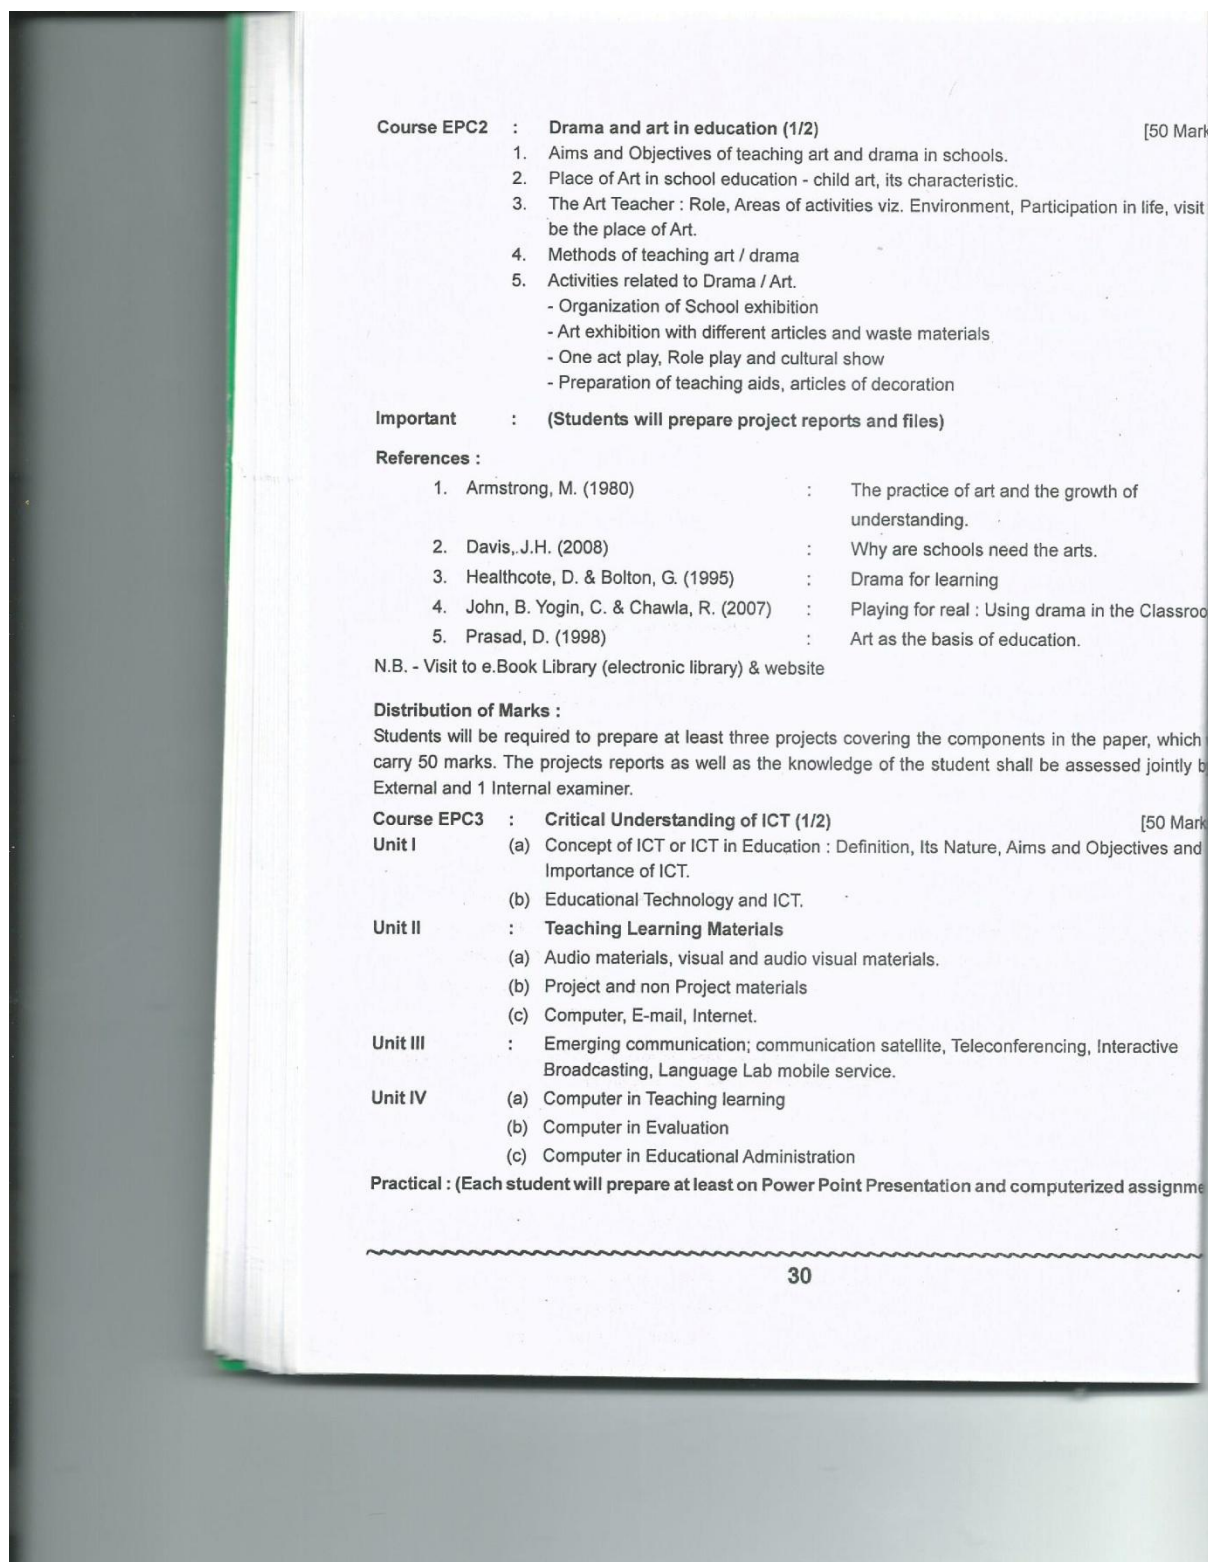 Course EPC2 : Drama and art in education (1/2) [50 Mark
1. Aims and Objectives of teaching art and drama in schools.
2. Place of Art in school education - child art, its characteristic.
3. The Art Teacher : Role, Areas of activities viz. Environment, Participation in life, visit
be the place of Art.
4. Methods of teaching art / drama
5. Activities related to Drama / Art.
- Organization of School exhibition
- Art exhibition with different articles and waste materials
- One act play, Role play and cultural show
- Preparation of teaching aids, articles of decoration
Important : (Students will prepare project reports and files)
References :
1. Armstrong, M. (1980) : The practice of art and the growth of
understanding.
2. Davis, J.H. (2008) : Why are schools need the arts.
3. Healthcote, D. & Bolton, G. (1995) : Drama for learning
4. John, B. Yogin, C. & Chawla, R. (2007) : Playing for real : Using drama in the Classroo
5. Prasad, D. (1998) : Art as the basis of education.
N.B. - Visit to e.Book Library (electronic library) & website
Distribution of Marks :
Students will be required to prepare at least three projects covering the components in the paper, which
carry 50 marks. The projects reports as well as the knowledge of the student shall be assessed jointly b
External and 1 Internal examiner.
Course EPC3 : Critical Understanding of ICT (1/2) [50 Mark
Unit I (a) Concept of ICT or ICT in Education : Definition, Its Nature, Aims and Objectives and
Importance of ICT.
(b) Educational Technology and ICT.
Unit II : Teaching Learning Materials
(a) Audio materials, visual and audio visual materials.
(b) Project and non Project materials
(c) Computer, E-mail, Internet.
Unit III : Emerging communication; communication satellite, Teleconferencing, Interactive
Broadcasting, Language Lab mobile service.
Unit IV (a) Computer in Teaching learning
(b) Computer in Evaluation
(c) Computer in Educational Administration
Practical : (Each student will prepare at least on Power Point Presentation and computerized assignme
30